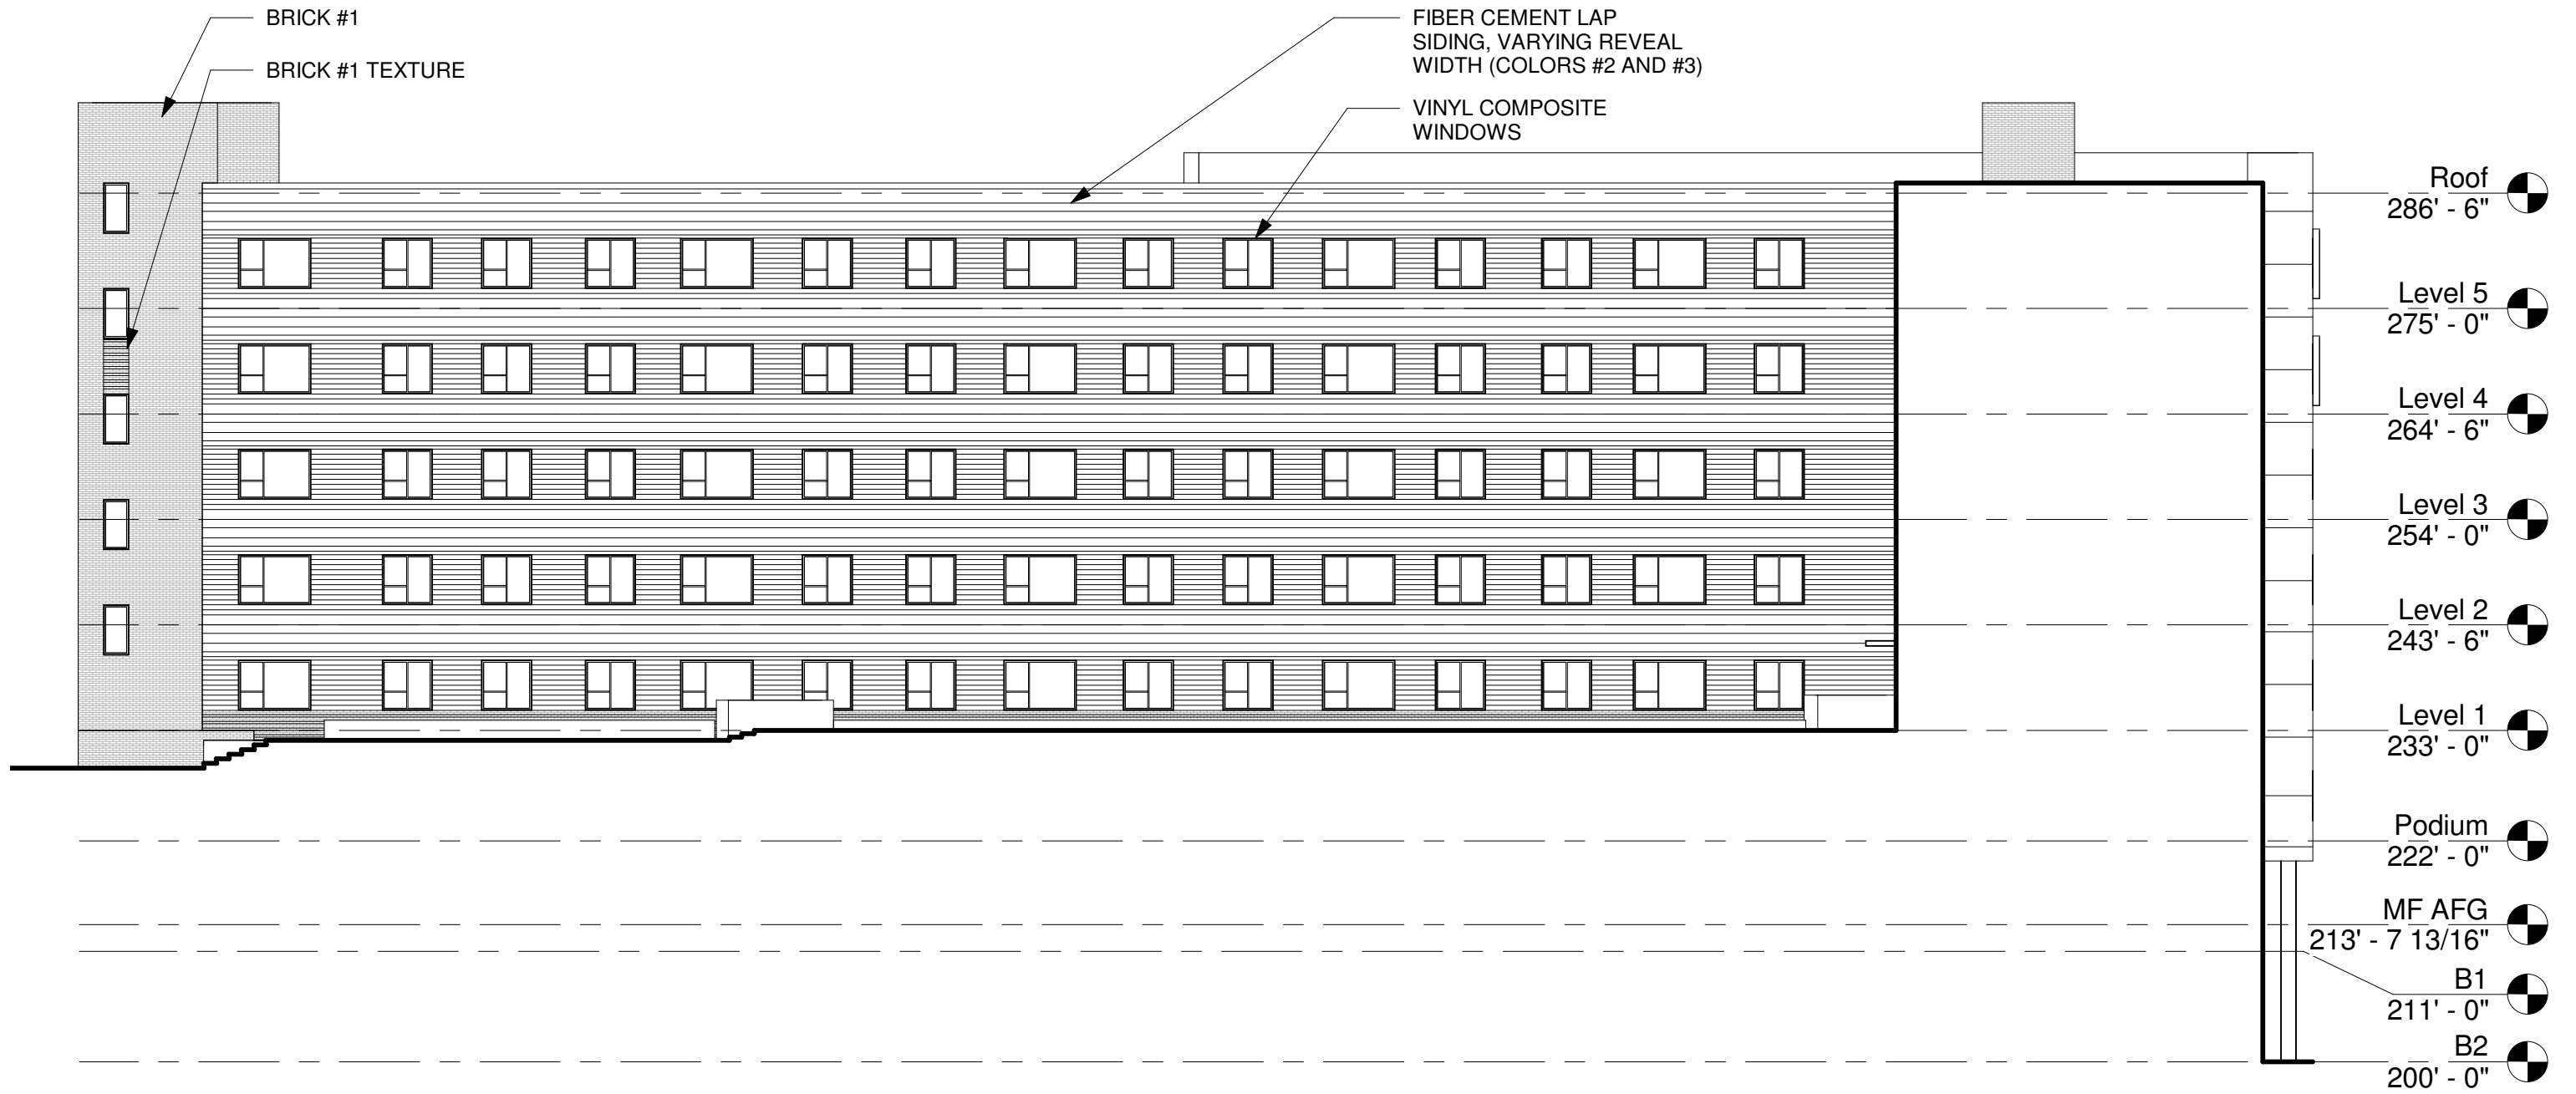 BRICK #1
BRICK #1 TEXTURE
FIBER CEMENT LAP
SIDING, VARYING REVEAL
WIDTH (COLORS #2 AND #3)
VINYL COMPOSITE
WINDOWS
Roof
286' - 6"
Level 5
275' - 0"
Level 4
264' - 6"
Level 3
254' - 0"
Level 2
243' - 6"
Level 1
233' - 0"
Podium
222' - 0"
MF AFG
213' - 7 13/16"
B1
211' - 0"
B2
200' - 0"